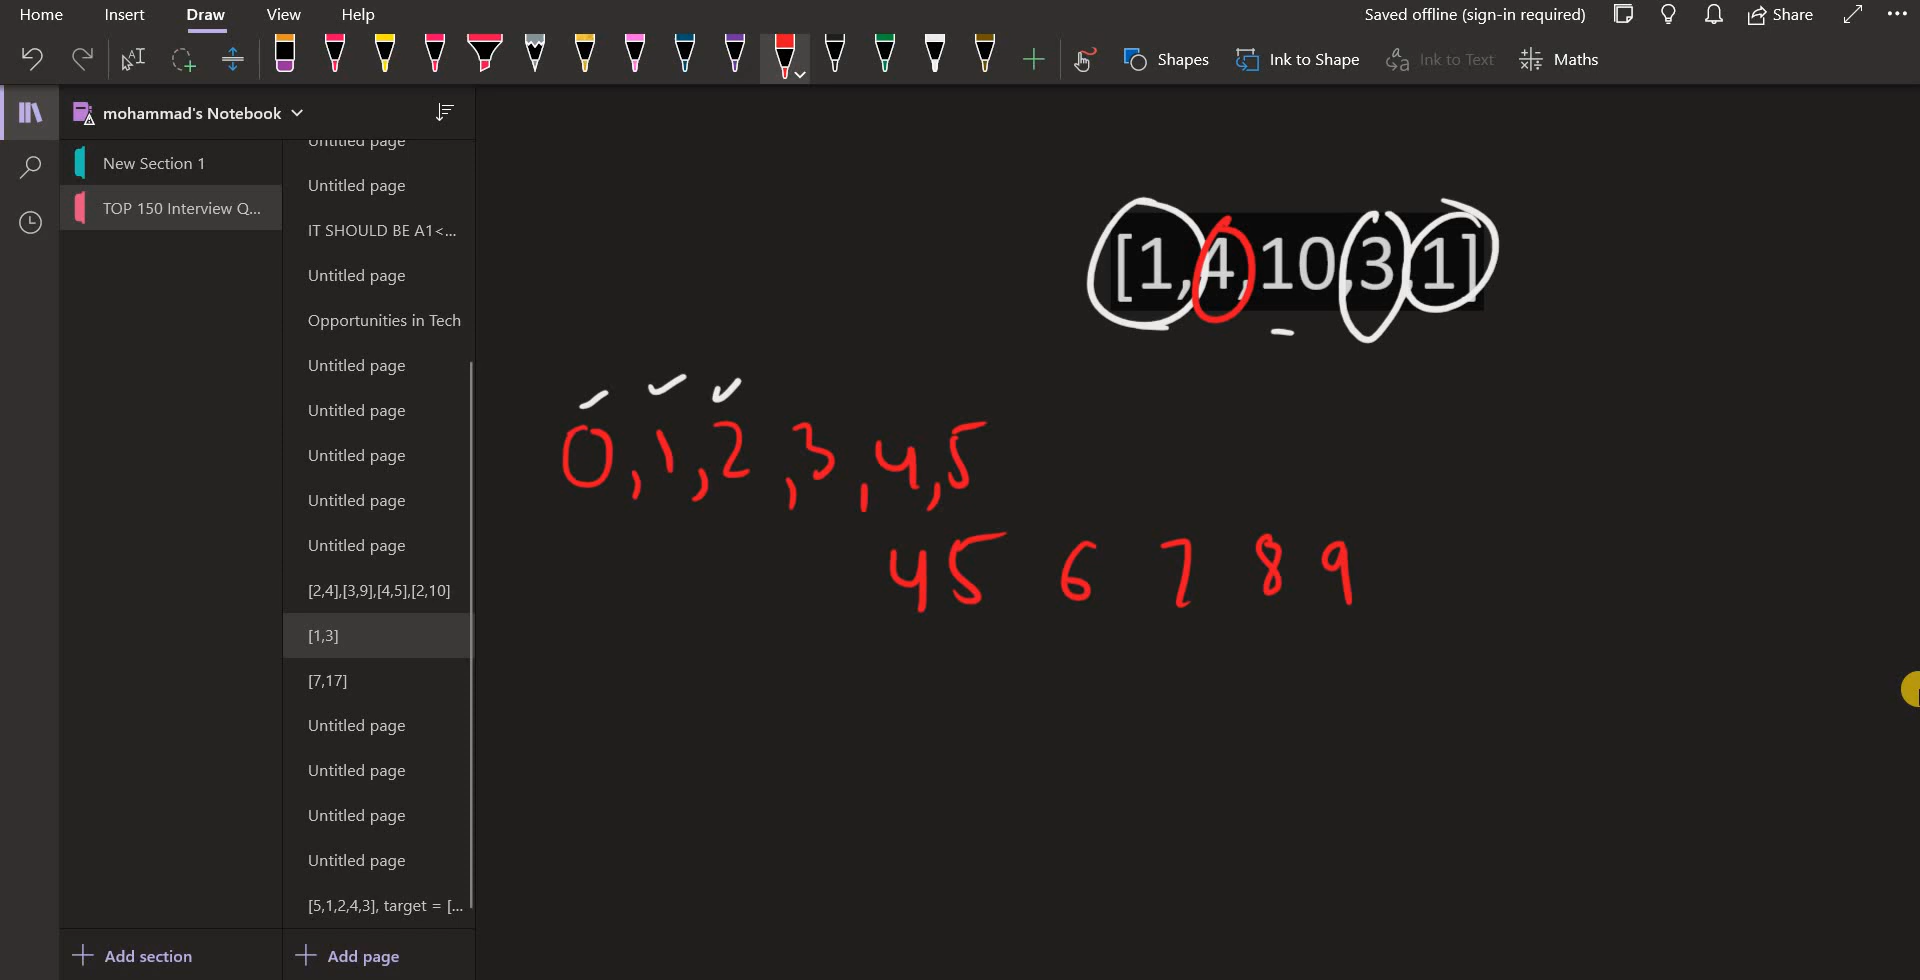 Home Insert Draw View Help Saved offline (sign-in required) Share
Shapes Ink to Shape Ink to Text Maths
mohammad's Notebook
New Section 1
TOP 150 Interview Q...
Untitled page
Untitled page
IT SHOULD BE A1<...
Untitled page
Opportunities in Tech
Untitled page
Untitled page
Untitled page
Untitled page
Untitled page
[2,4],[3,9],[4,5],[2,10]
[1,3]
[7,17]
Untitled page
Untitled page
Untitled page
Untitled page
[5,1,2,4,3], target = [...
Add section
Add page
[1,4,10,3,1]
0,1,2,3,4,5
4 5 6 7 8 9